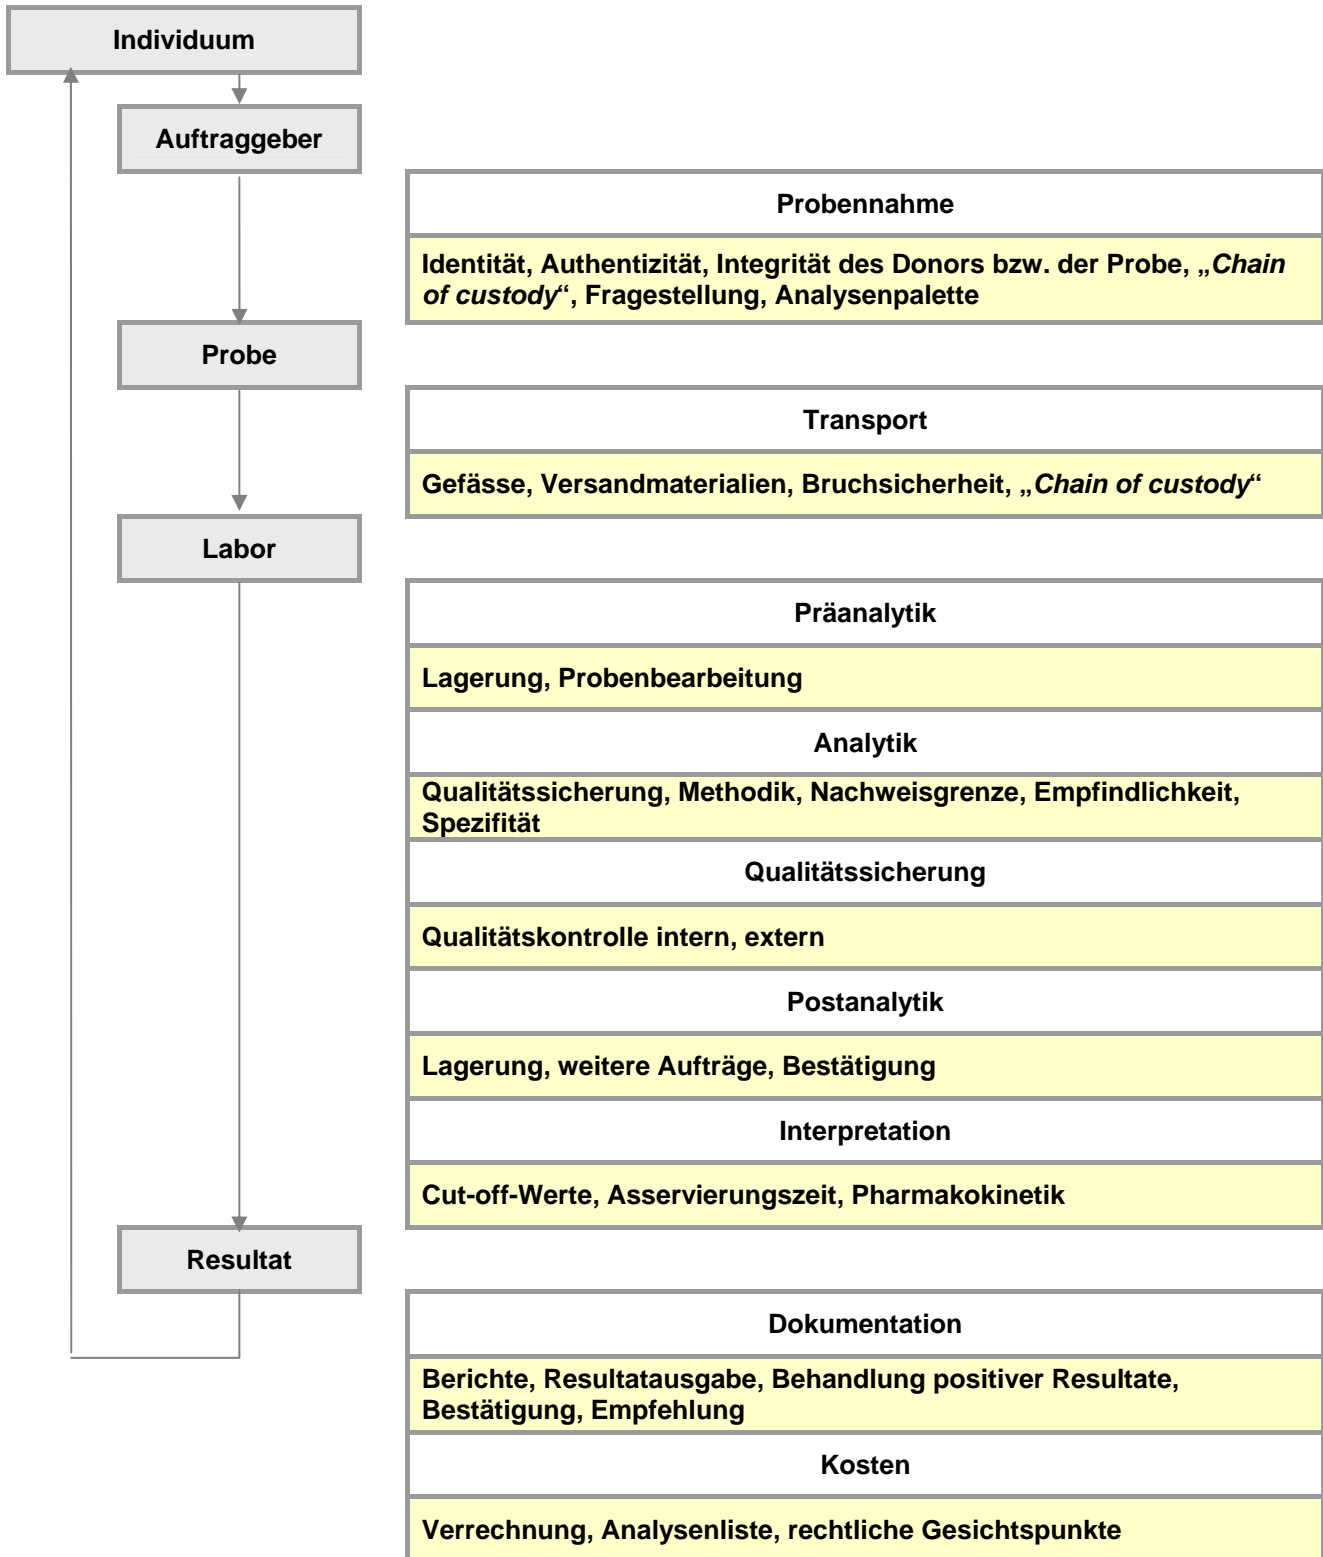 Individuum
Auftraggeber
Probennahme
Identität, Authentizität, Integrität des Donors bzw. der Probe, „Chain
of custody“, Fragestellung, Analysenpalette
Probe
Transport
Gefässe, Versandmaterialien, Bruchsicherheit, „Chain of custody“
Labor
Präanalytik
Lagerung, Probenbearbeitung
Analytik
Qualitätssicherung, Methodik, Nachweisgrenze, Empfindlichkeit,
Spezifität
Qualitätssicherung
Qualitätskontrolle intern, extern
Postanalytik
Lagerung, weitere Aufträge, Bestätigung
Interpretation
Cut-off-Werte, Asservierungszeit, Pharmakokinetik
Resultat
Dokumentation
Berichte, Resultatausgabe, Behandlung positiver Resultate,
Bestätigung, Empfehlung
Kosten
Verrechnung, Analysenliste, rechtliche Gesichtspunkte